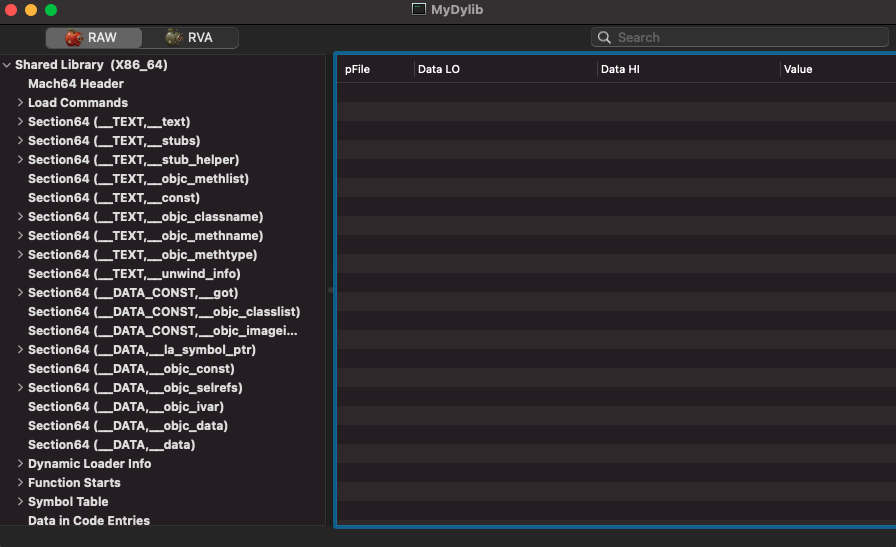 MyDylib
RAW
RVA
Search
Shared Library (X86_64)
Mach64 Header
Load Commands
Section64 (__TEXT,__text)
Section64 (__TEXT,__stubs)
Section64 (__TEXT,__stub_helper)
Section64 (__TEXT,__objc_methlist)
Section64 (__TEXT,__const)
Section64 (__TEXT,__objc_classname)
Section64 (__TEXT,__objc_methname)
Section64 (__TEXT,__objc_methtype)
Section64 (__TEXT,__unwind_info)
Section64 (__DATA_CONST,__got)
Section64 (__DATA_CONST,__objc_classlist)
Section64 (__DATA_CONST,__objc_imagei...
Section64 (__DATA,__la_symbol_ptr)
Section64 (__DATA,__objc_const)
Section64 (__DATA,__objc_selrefs)
Section64 (__DATA,__objc_ivar)
Section64 (__DATA,__objc_data)
Section64 (__DATA,__data)
Dynamic Loader Info
Function Starts
Symbol Table
Data in Code Entries
pFile
Data LO
Data HI
Value